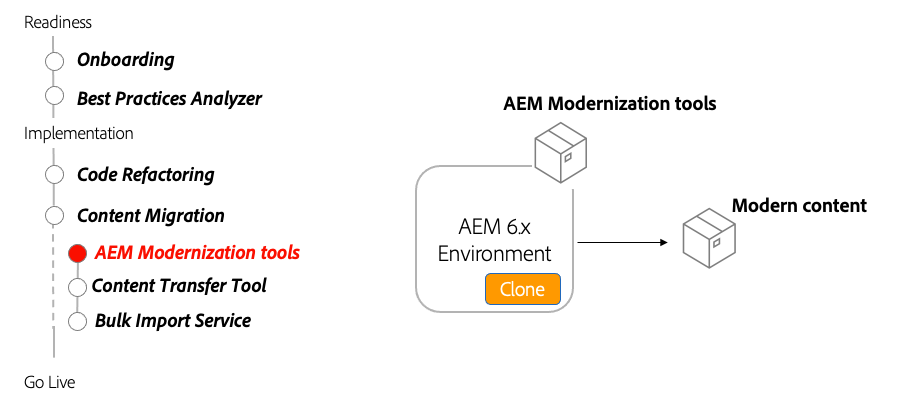 Readiness
Onboarding
Best Practices Analyzer
Implementation
Code Refactoring
Content Migration
AEM Modernization tools
Content Transfer Tool
Bulk Import Service
Go Live
AEM Modernization tools
AEM 6.x
Environment
Clone
Modern content